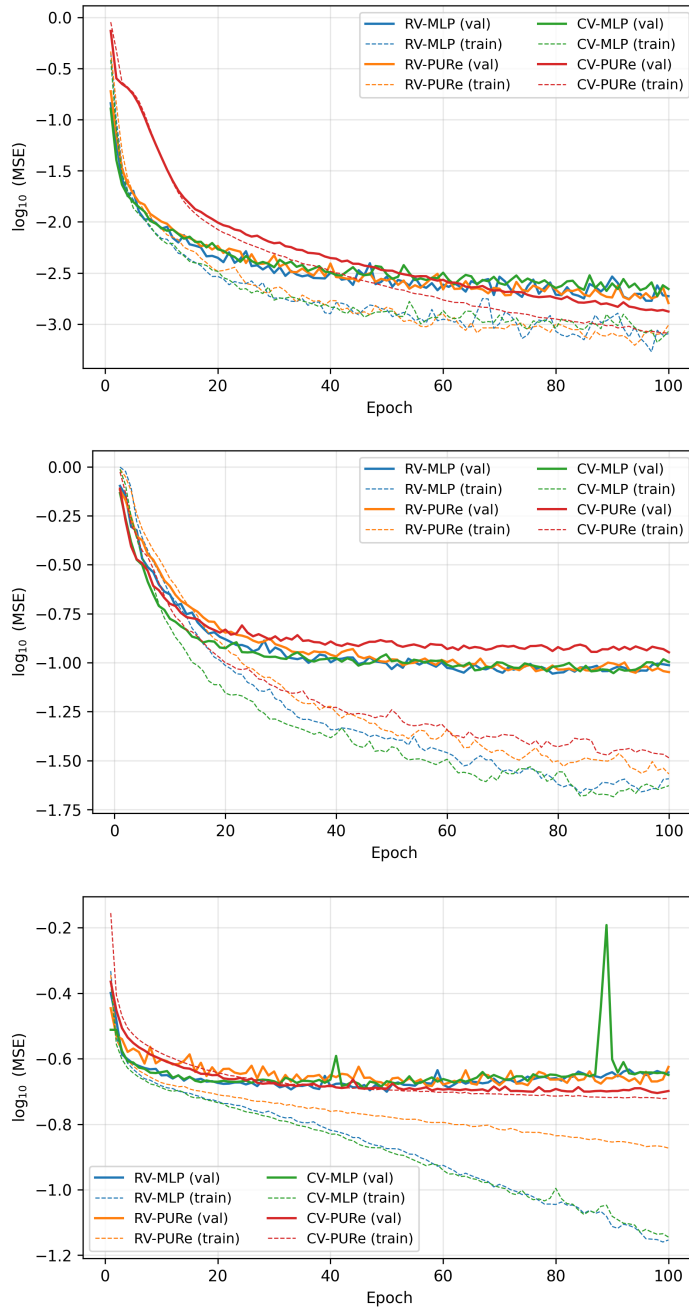 0.0
−0.5
−1.0
−1.5
−2.0
−2.5
−3.0
log₁₀ (MSE)
RV-MLP (val) CV-MLP (val)
RV-MLP (train) CV-MLP (train)
RV-PURe (val) CV-PURe (val)
RV-PURe (train) CV-PURe (train)
0 20 40 60 80 100
Epoch
0.00
−0.25
−0.50
−0.75
−1.00
−1.25
−1.50
−1.75
log₁₀ (MSE)
RV-MLP (val) CV-MLP (val)
RV-MLP (train) CV-MLP (train)
RV-PURe (val) CV-PURe (val)
RV-PURe (train) CV-PURe (train)
0 20 40 60 80 100
Epoch
−0.2
−0.4
−0.6
−0.8
−1.0
−1.2
log₁₀ (MSE)
RV-MLP (val) CV-MLP (val)
RV-MLP (train) CV-MLP (train)
RV-PURe (val) CV-PURe (val)
RV-PURe (train) CV-PURe (train)
0 20 40 60 80 100
Epoch